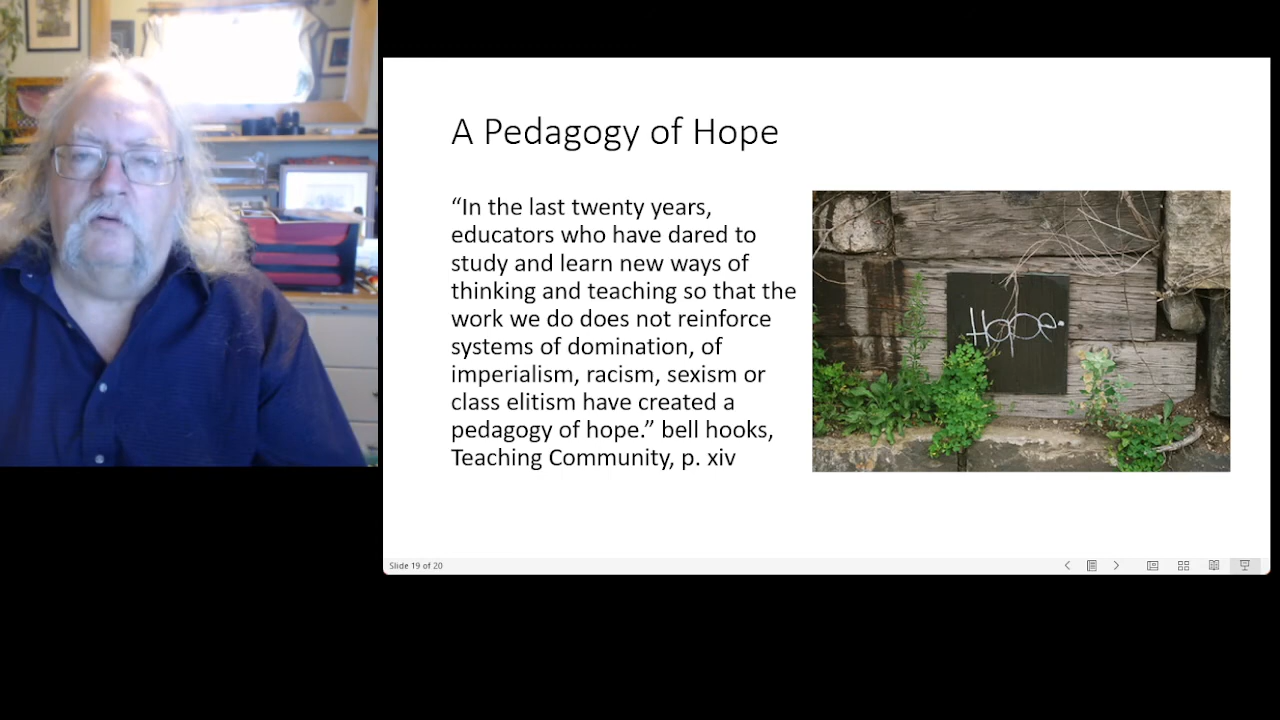 A Pedagogy of Hope
“In the last twenty years,
educators who have dared to
study and learn new ways of
thinking and teaching so that the
work we do does not reinforce
systems of domination, of
imperialism, racism, sexism or
class elitism have created a
pedagogy of hope.” bell hooks,
Teaching Community, p. xiv
Hope.
Slide 19 of 20